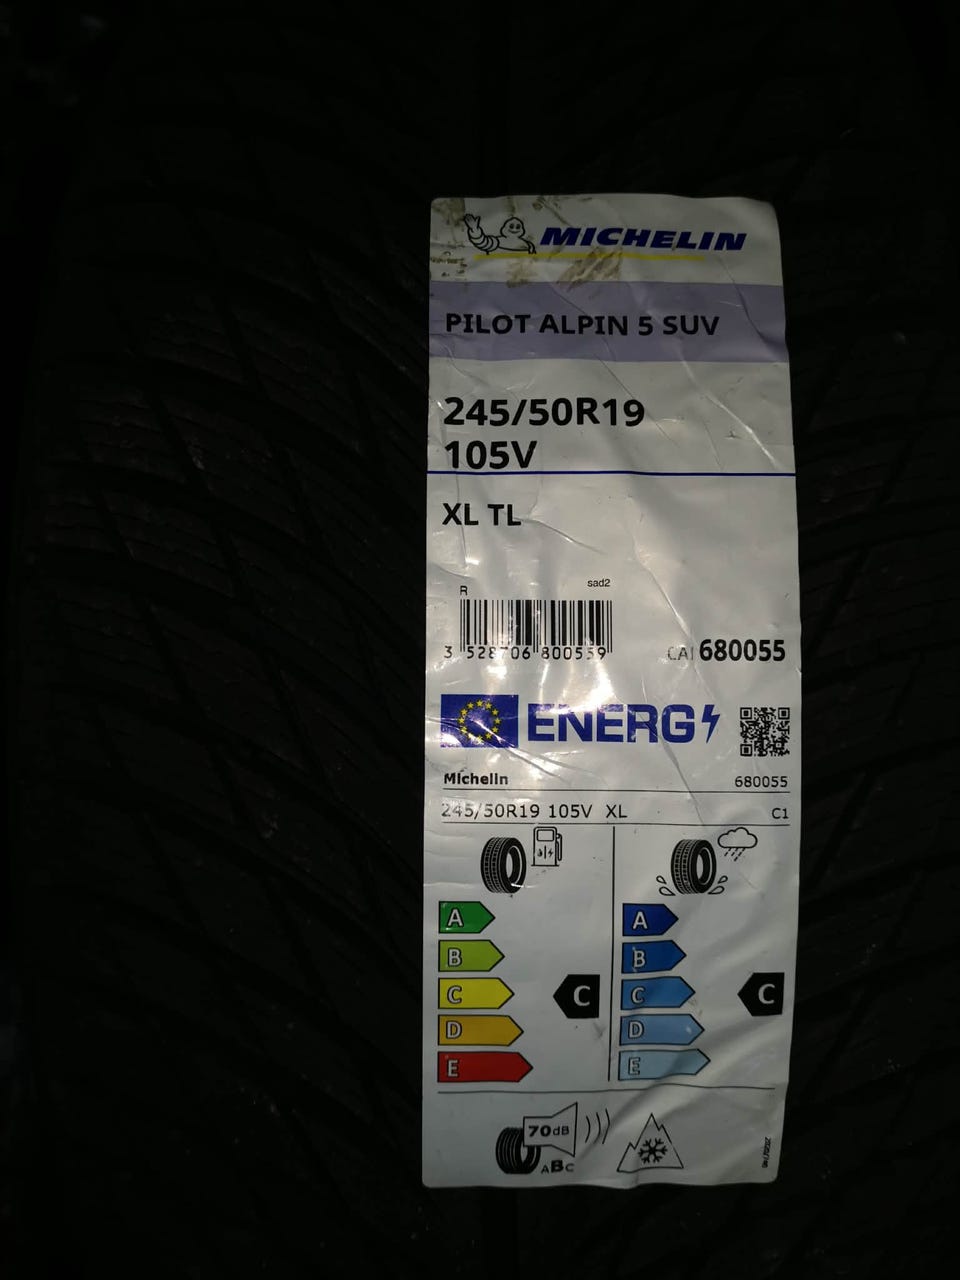 MICHELIN
PILOT ALPIN 5 SUV
245/50R19
105V
XL TL
R
sad2
3 528706 800559
CAI 680055
ENERG
Michelin
680055
245/50R19 105V XL
C1
A
B
C
D
E
C
A
B
C
D
E
C
70dB
ABC